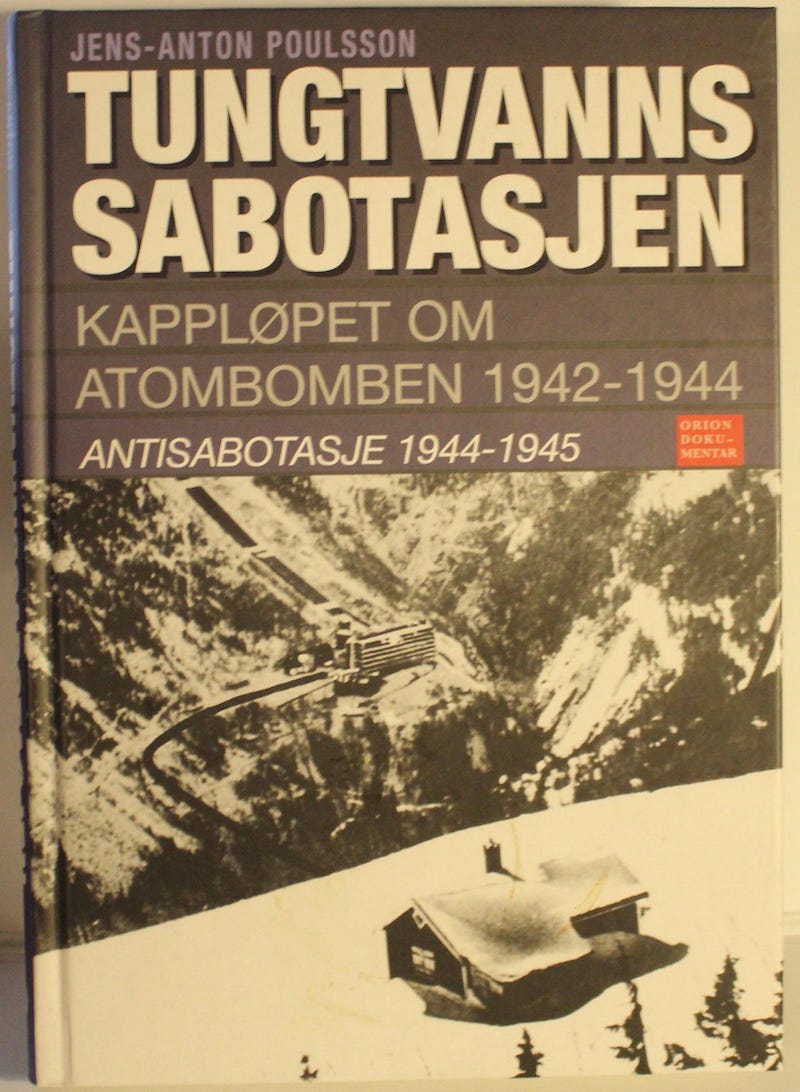 JENS-ANTON POULSSON
TUNGTVANNS
SABOTASJEN
KAPPLØPET OM
ATOMBOMBEN 1942-1944
ANTISABOTASJE 1944-1945
ORION
DOKU-
MENTAR